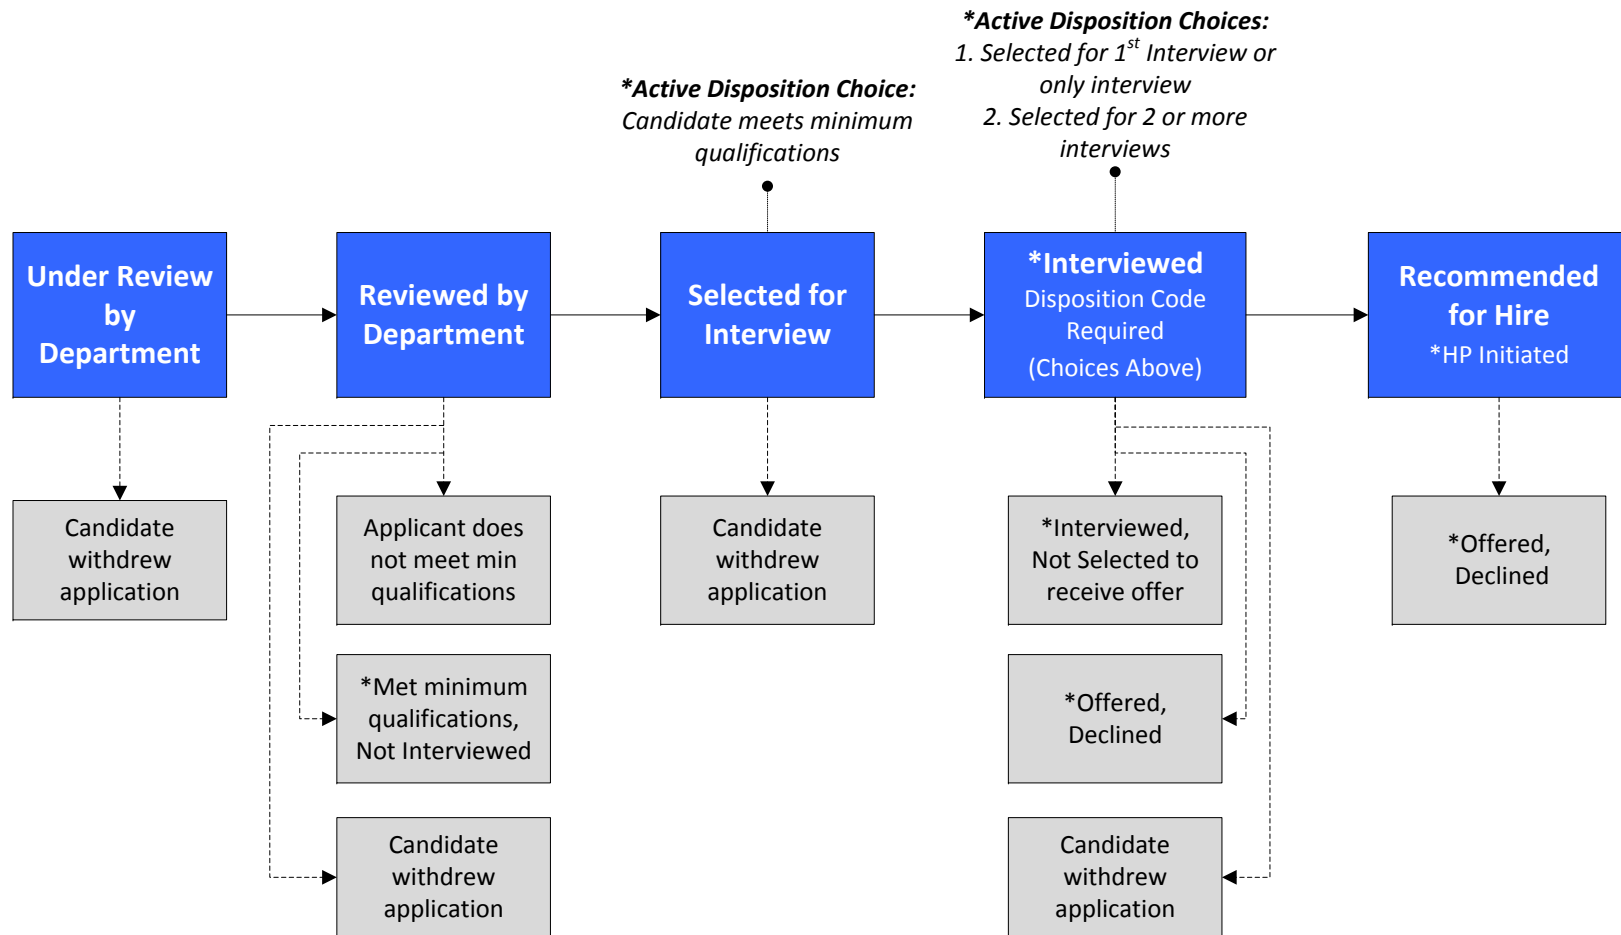 *Active Disposition Choice:
Candidate meets minimum
qualifications
*Active Disposition Choices:
1. Selected for 1st Interview or
only interview
2. Selected for 2 or more
interviews
Under Review
by
Department
Reviewed by
Department
Selected for
Interview
*Interviewed
Disposition Code
Required
(Choices Above)
Recommended
for Hire
*HP Initiated
Candidate
withdrew
application
Applicant does
not meet min
qualifications
Candidate
withdrew
application
*Interviewed,
Not Selected to
receive offer
*Offered,
Declined
*Met minimum
qualifications,
Not Interviewed
*Offered,
Declined
Candidate
withdrew
application
Candidate
withdrew
application